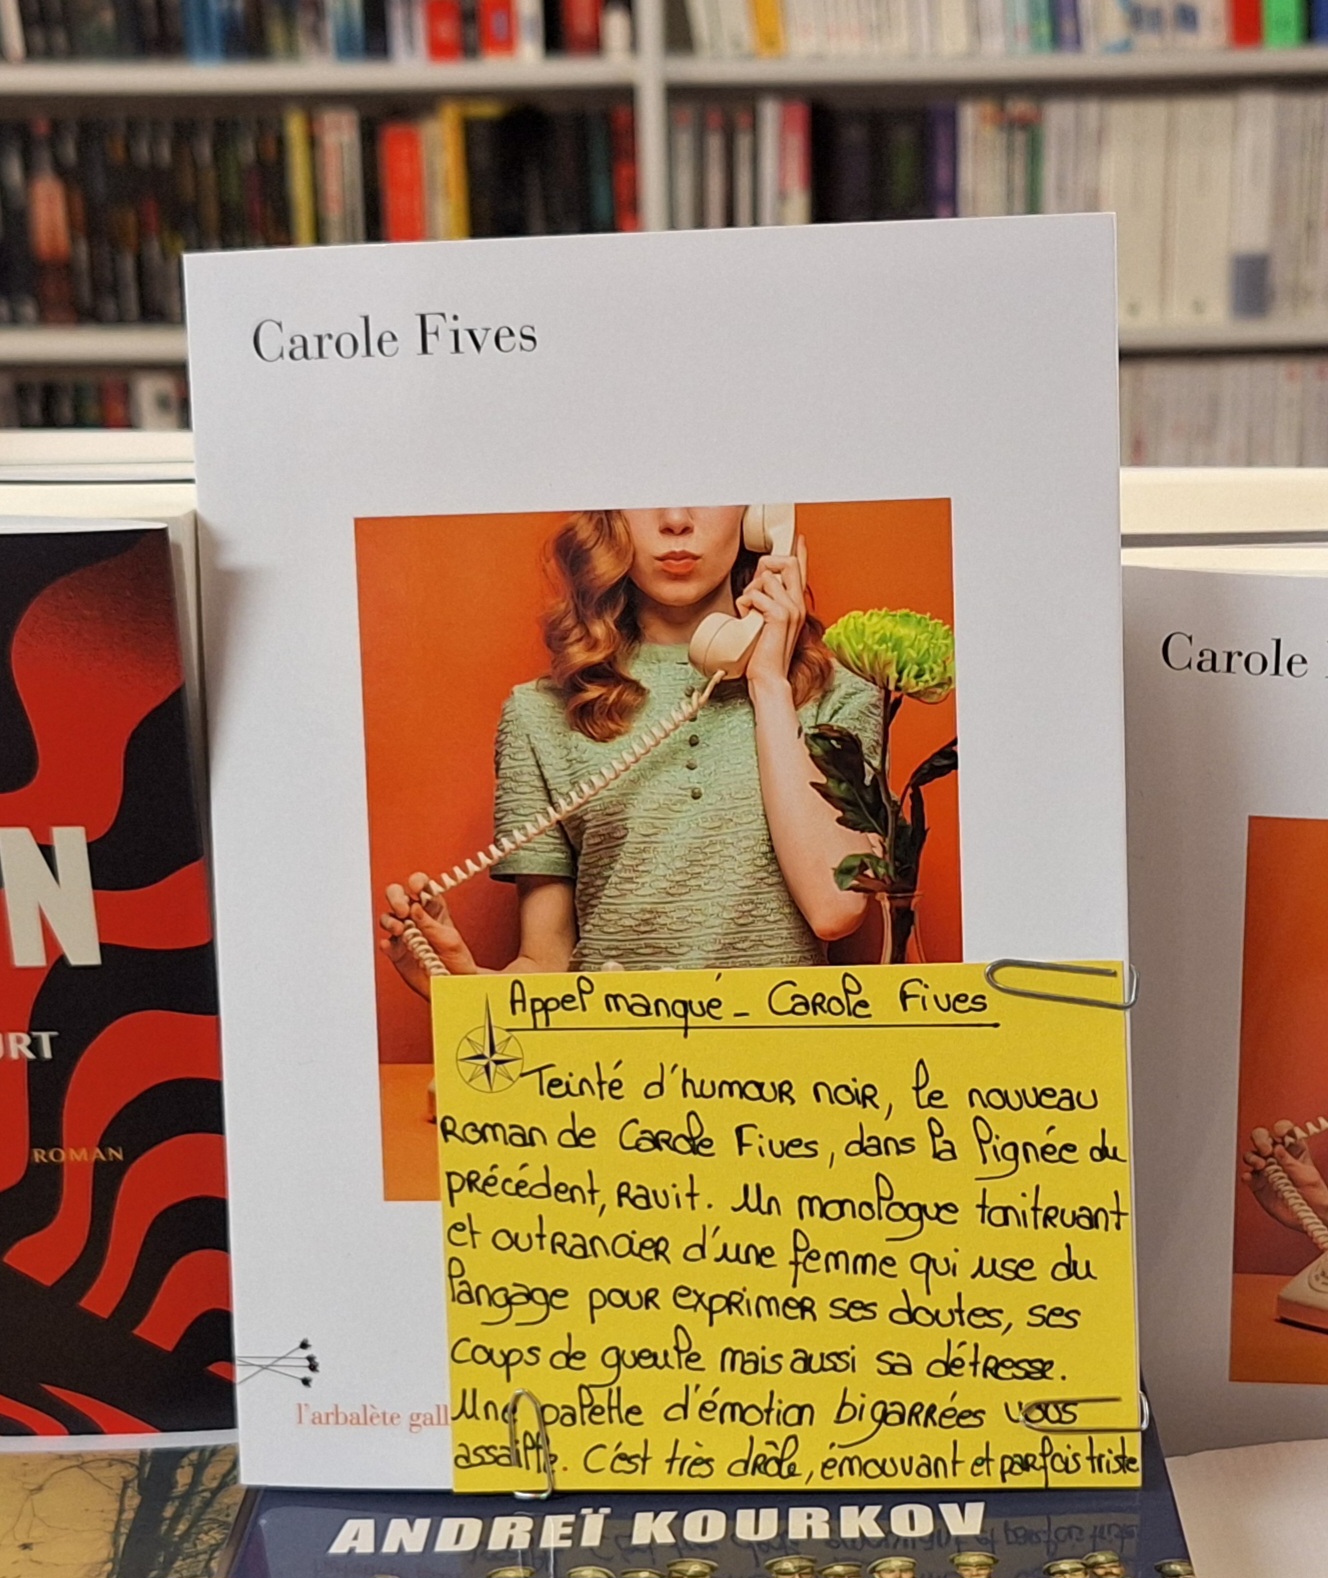 Carole Fives
Carole
N
URT
ROMAN
Appel manqué - Carole Fives
Teinté d'humour noir, le nouveau
roman de Carole Fives, dans la lignée du
précédent, ravit. Un monologue tonitruant
et outrancier d'une femme qui use du
langage pour exprimer ses doutes, ses
coups de gueule mais aussi sa détresse.
Une palette d'émotion bigarrées vous
assaille. C'est très drôle, émouvant et parfois triste
l'arbalète gall
ANDREÏ KOURKOV